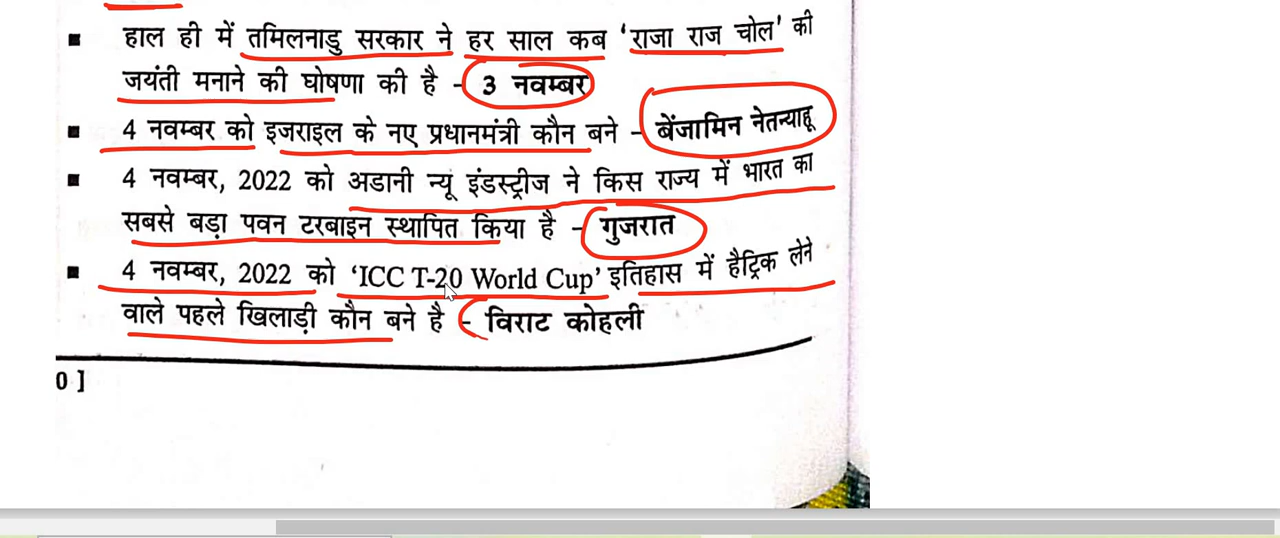 ▪ हाल ही में तमिलनाडु सरकार ने हर साल कब 'राजा राज चोल' की
जयंती मनाने की घोषणा की है - 3 नवम्बर
▪ 4 नवम्बर को इजराइल के नए प्रधानमंत्री कौन बने - बेंजामिन नेतन्याहू
▪ 4 नवम्बर, 2022 को अडानी न्यू इंडस्ट्रीज ने किस राज्य में भारत का
सबसे बड़ा पवन टरबाइन स्थापित किया है - गुजरात
▪ 4 नवम्बर, 2022 को 'ICC T-20 World Cup' इतिहास में हैट्रिक लेने
वाले पहले खिलाड़ी कौन बने है - विराट कोहली
0 ]